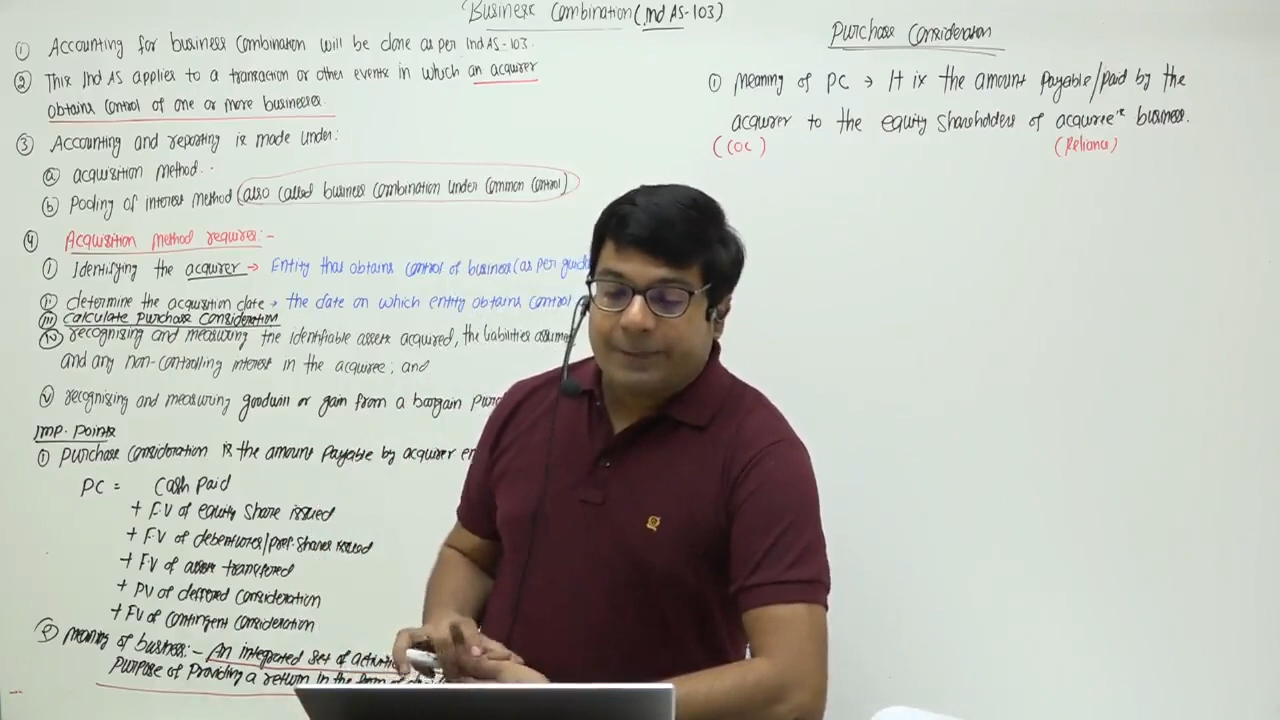 Business Combination (Ind AS-103)
① Accounting for business combination will be done as per Ind AS-103.
② This Ind AS applies to a transaction or other events in which an acquirer
obtains control of one or more businesses.
③ Accounting and reporting is made under:
ⓐ acquisition method.
ⓑ Pooling of interest method (also called business combination under common control)
④ Acquisition method requires:-
ⓘ Identifying the acquirer → Entity that obtains control of business (as per
ⓘⓘ determine the acquisition date → the date on which entity obtains control
ⓘⓘⓘ calculate purchase consideration
ⓘⓥ recognising and measuring the identifiable assets acquired, the liabilities
and any non-controlling interest in the acquiree; and
ⓥ recognising and measuring goodwill or gain from a bargain
Imp. Points
① Purchase consideration is the amount payable by acquirer
PC = Cash paid
+ F.V of equity share issued
+ F.V of debentures/pref. shares issued
+ F.V of assets transferred
+ PV of deffered consideration
+ FV of contingent consideration
② meaning of business:- An integrated set of
purpose of providing a return in the form of
Purchase Consideration
① meaning of PC → It is the amount payable/paid by the
acquirer to the equity shareholders of acquiree's business.
(COC) (Reliance)